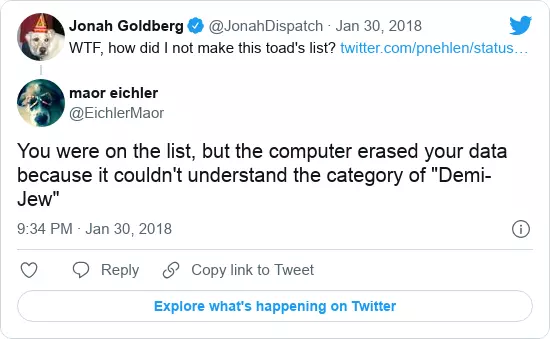 Jonah Goldberg @JonahDispatch · Jan 30, 2018
WTF, how did I not make this toad's list? twitter.com/pnehlen/status…
maor eichler
@EichlerMaor
You were on the list, but the computer erased your data
because it couldn't understand the category of "Demi-
Jew"
9:34 PM · Jan 30, 2018
Reply Copy link to Tweet
Explore what's happening on Twitter